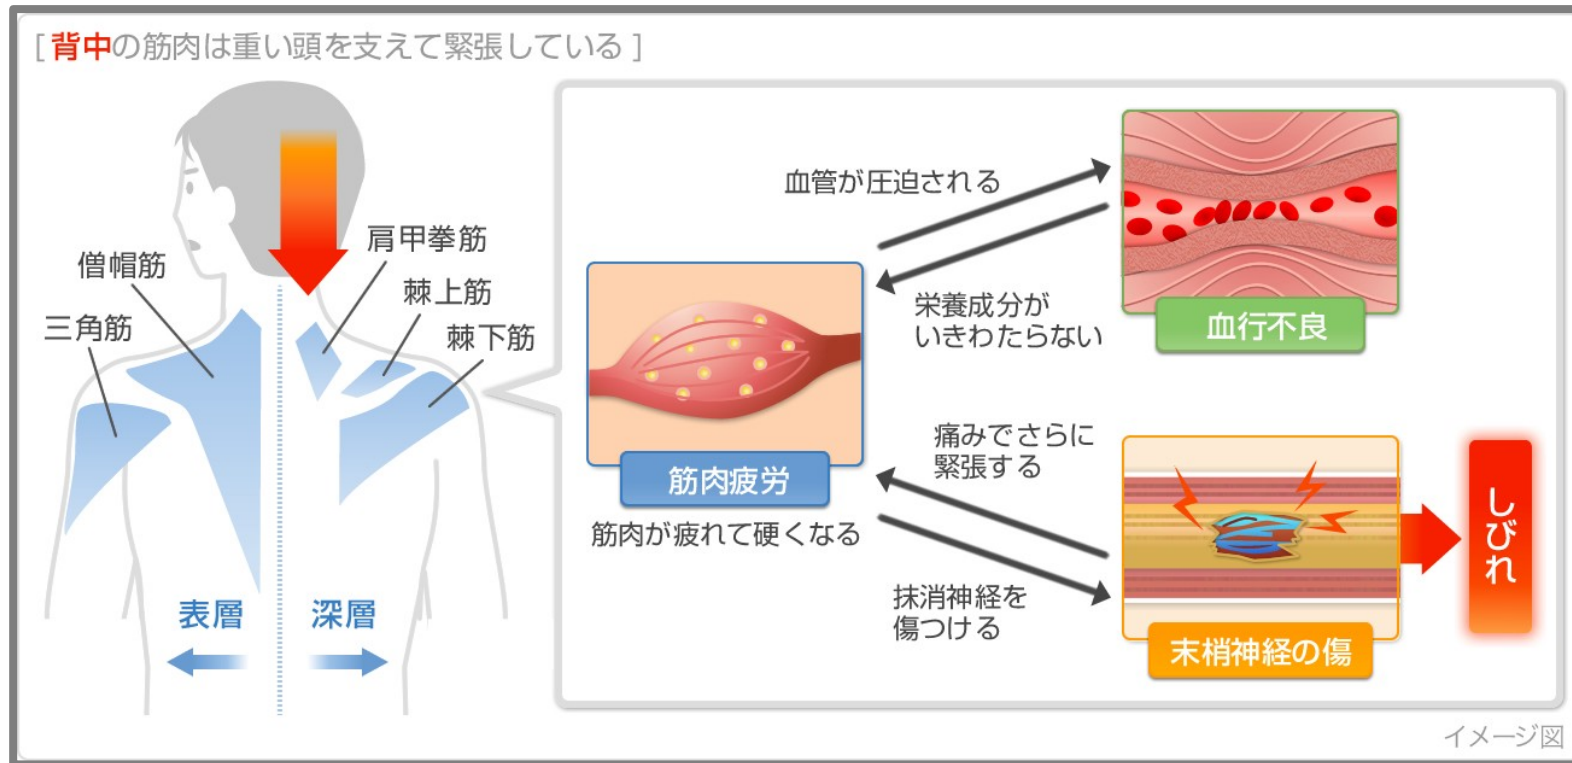 [背中の筋肉は重い頭を支えて緊張している]
肩甲拳筋
僧帽筋
棘上筋
三角筋
棘下筋
表層
深層
血管が圧迫される
栄養成分が
いきわたらない
血行不良
筋肉疲労
筋肉が疲れて硬くなる
痛みでさらに
緊張する
抹消神経を
傷つける
末梢神経の傷
しびれ
イメージ図